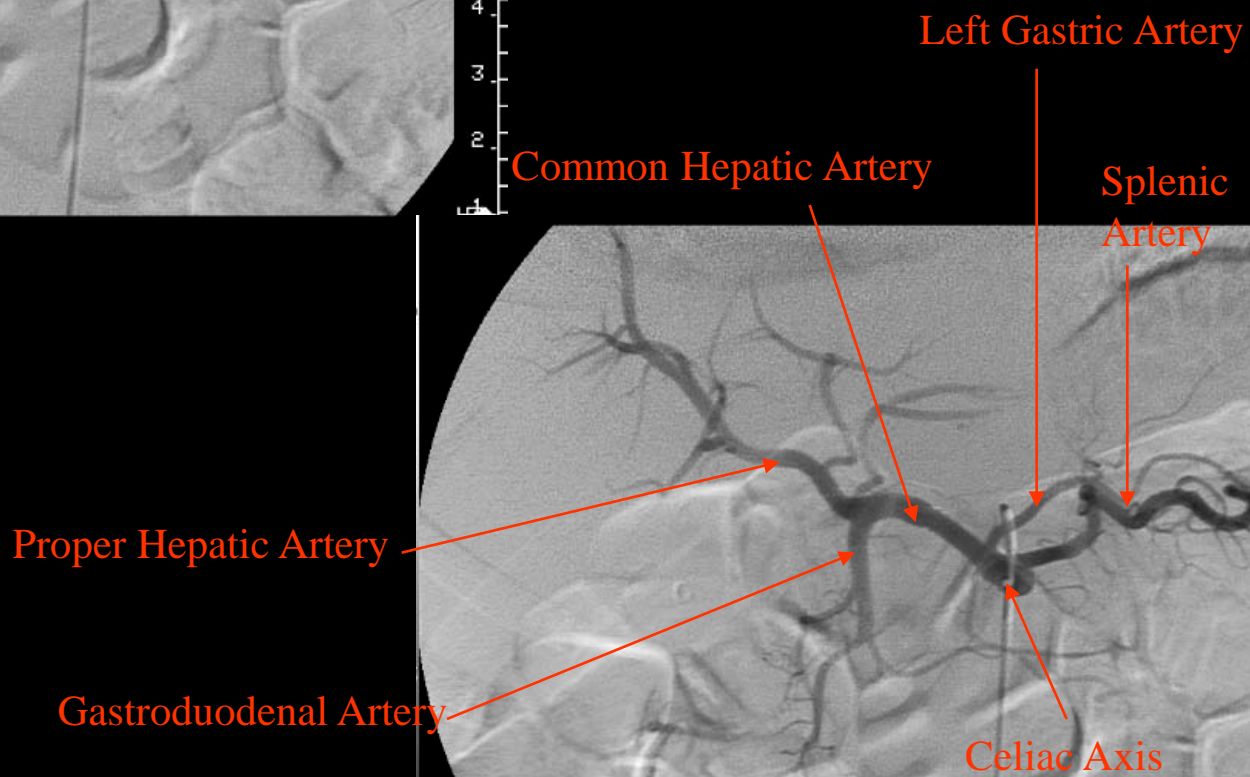 4
3
2
1
Left Gastric Artery
Common Hepatic Artery
Splenic
Artery
Proper Hepatic Artery
Gastroduodenal Artery
Celiac Axis